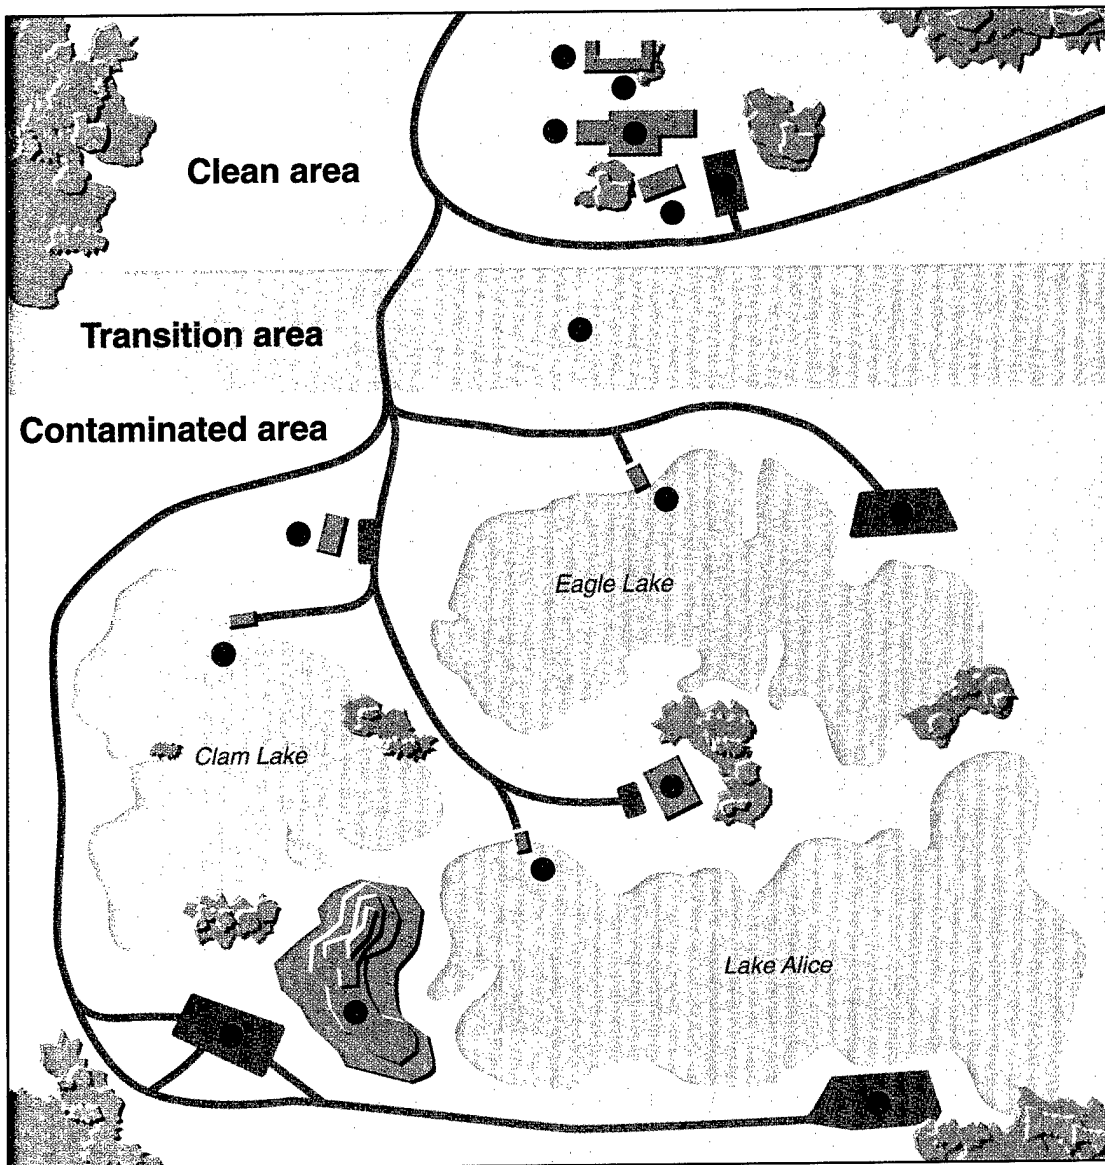 Clean area
Transition area
Contaminated area
Eagle Lake
Clam Lake
Lake Alice